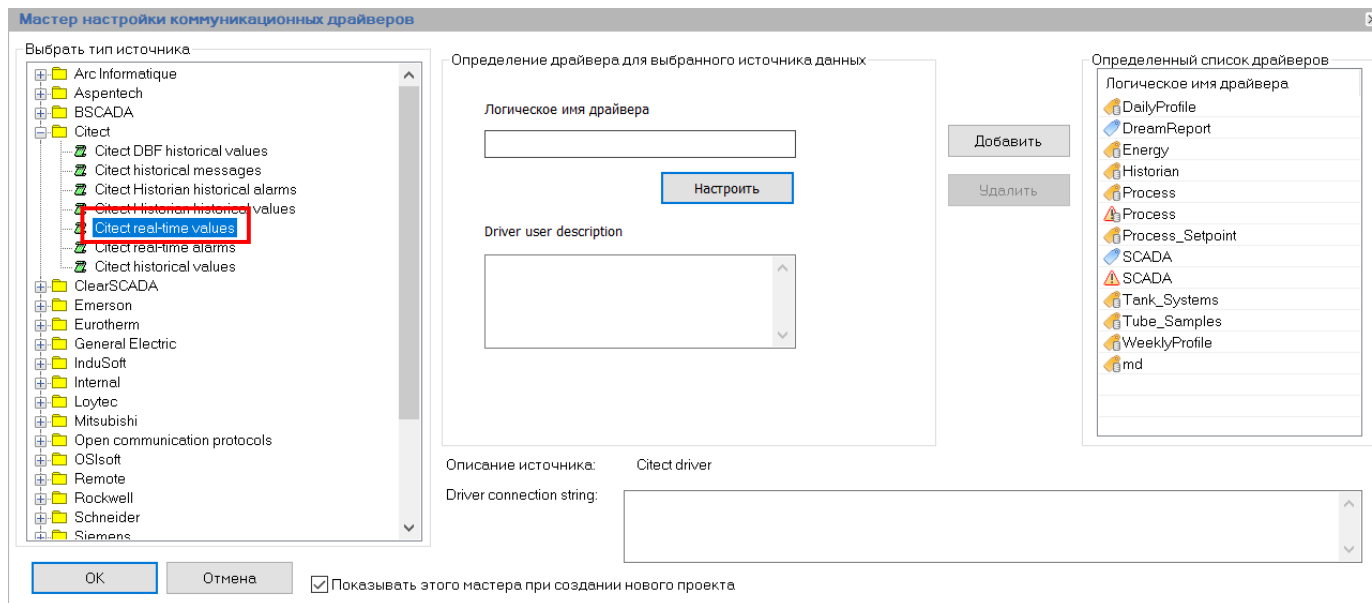 Мастер настройки коммуникационных драйверов
Выбрать тип источника
Arc Informatique
Aspentech
BSCADA
Citect
Citect DBF historical values
Citect historical messages
Citect Historian historical alarms
Citect Historian historical values
Citect real-time values
Citect real-time alarms
Citect historical values
ClearSCADA
Emerson
Eurotherm
General Electric
InduSoft
Internal
Loytec
Mitsubishi
Open communication protocols
OSIsoft
Remote
Rockwell
Schneider
Siemens
Определение драйвера для выбранного источника данных
Логическое имя драйвера
Настроить
Driver user description
Добавить
Удалить
Определенный список драйверов
Логическое имя драйвера
DailyProfile
DreamReport
Energy
Historian
Process
Process
Process_Setpoint
SCADA
SCADA
Tank_Systems
Tube_Samples
WeeklyProfile
md
Описание источника: Citect driver
Driver connection string:
OK
Отмена
Показывать этого мастера при создании нового проекта